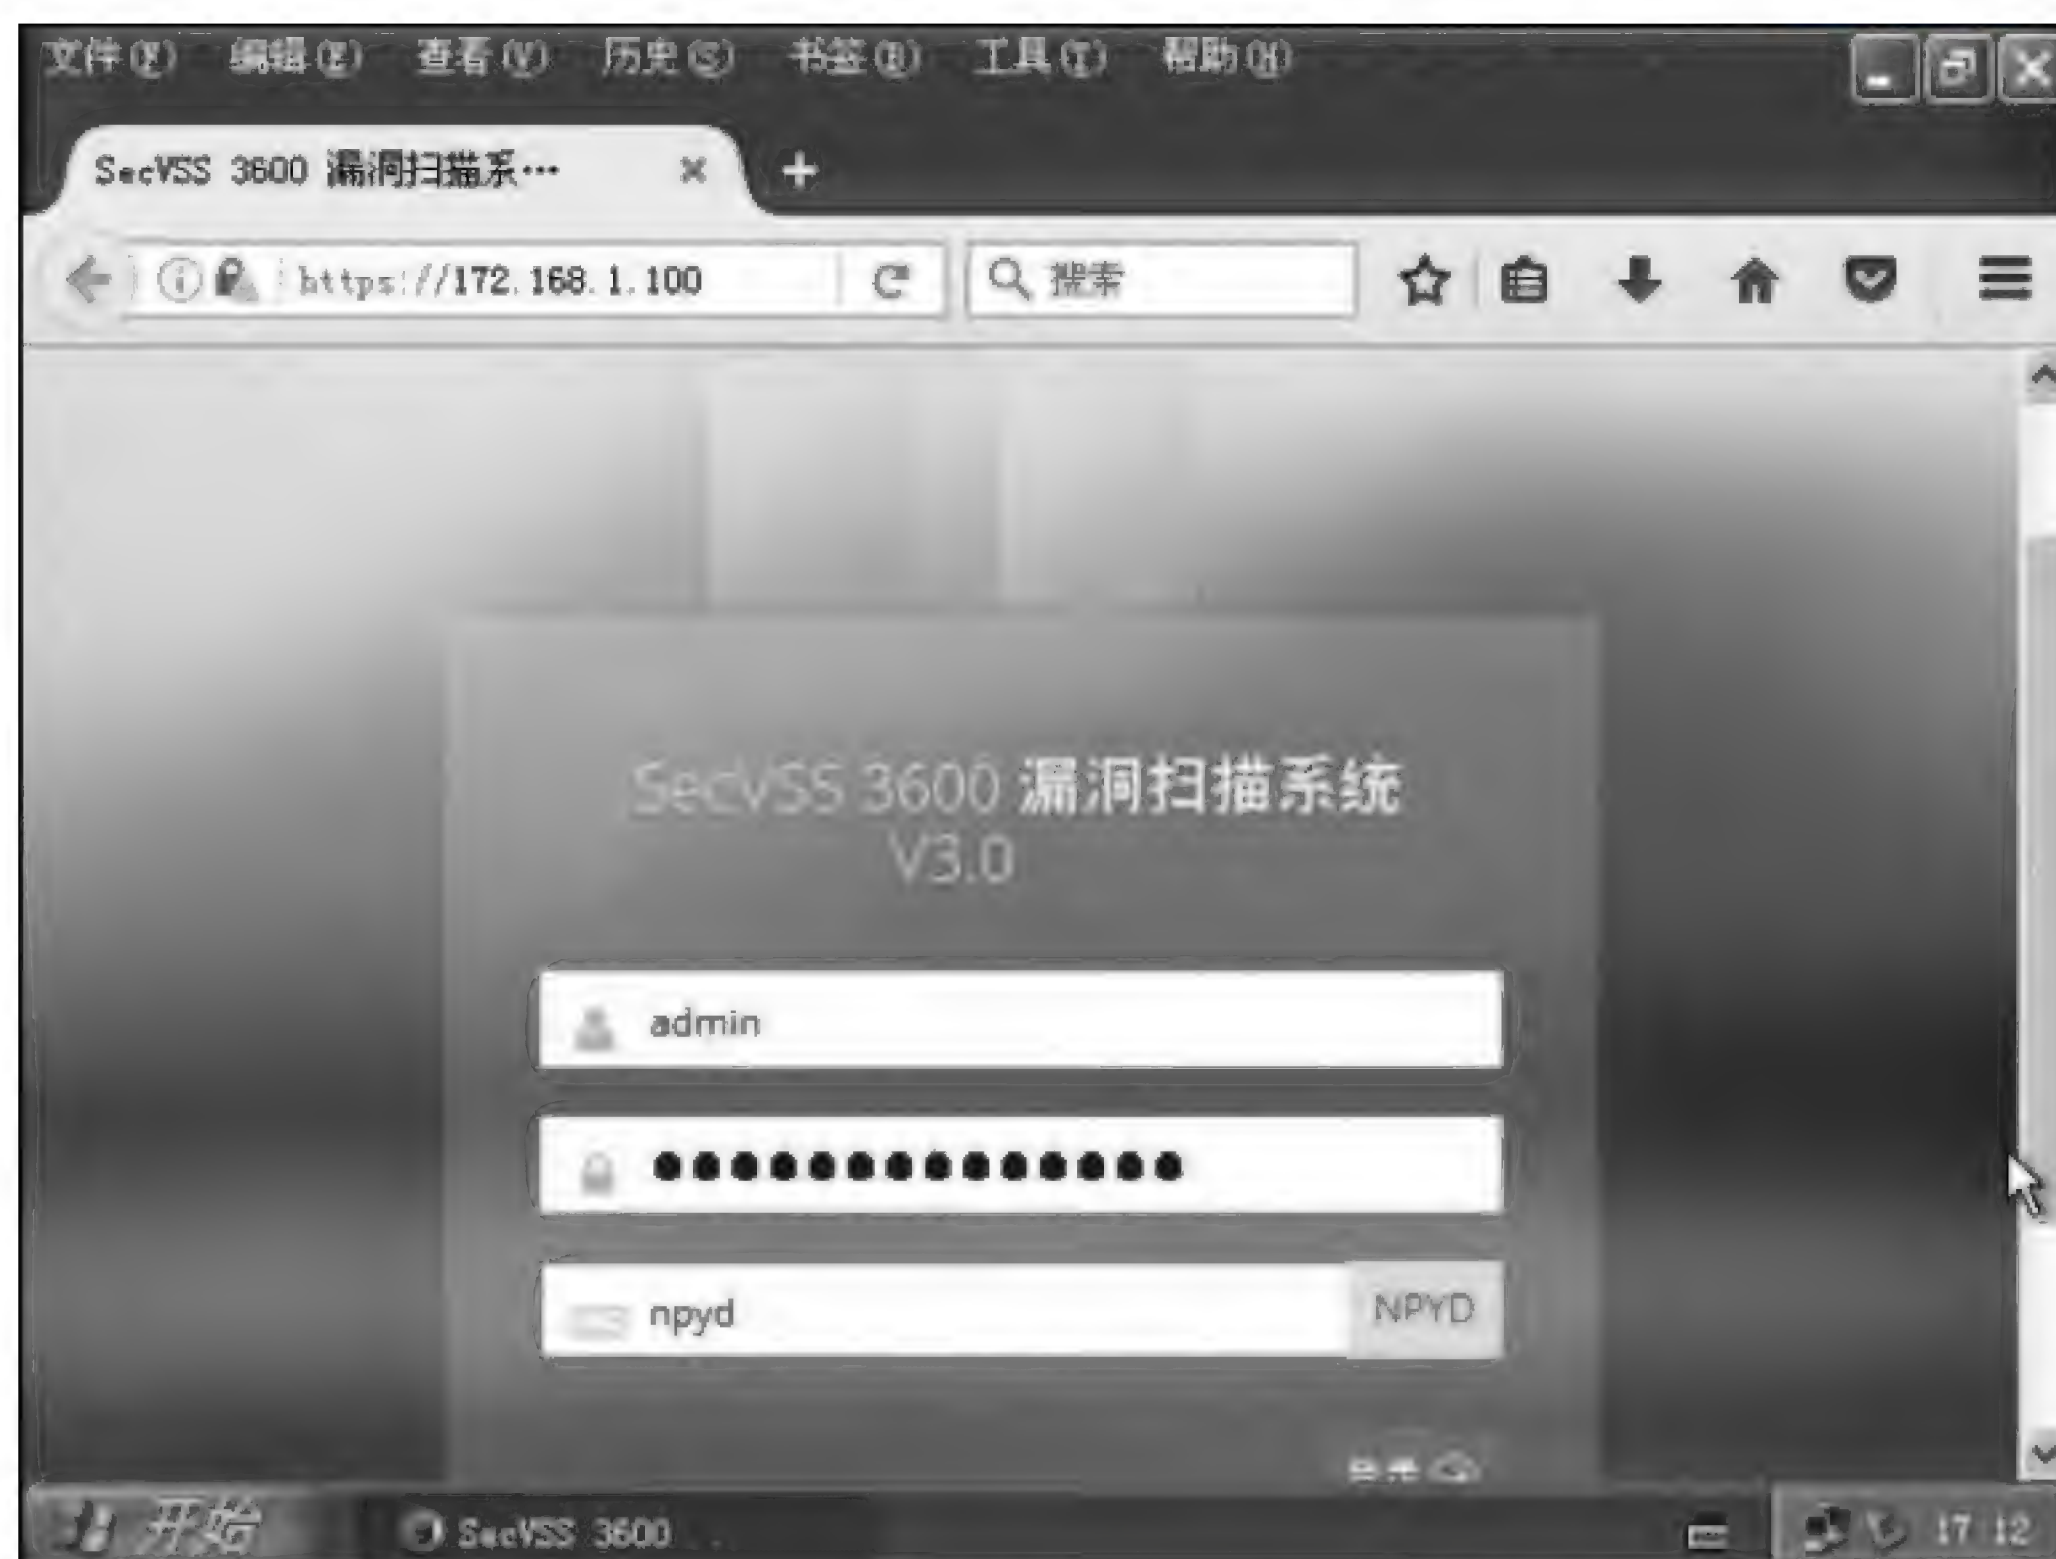 文件(F) 编辑(E) 查看(V) 历史(S) 书签(B) 工具(T) 帮助(H)
SecVSS 3600 漏洞扫描系…
https://172.168.1.100
搜索
SecVSS 3600 漏洞扫描系统
V3.0
admin
npyd NPYD
登录
开始 SecVSS 3600 ... 17:12